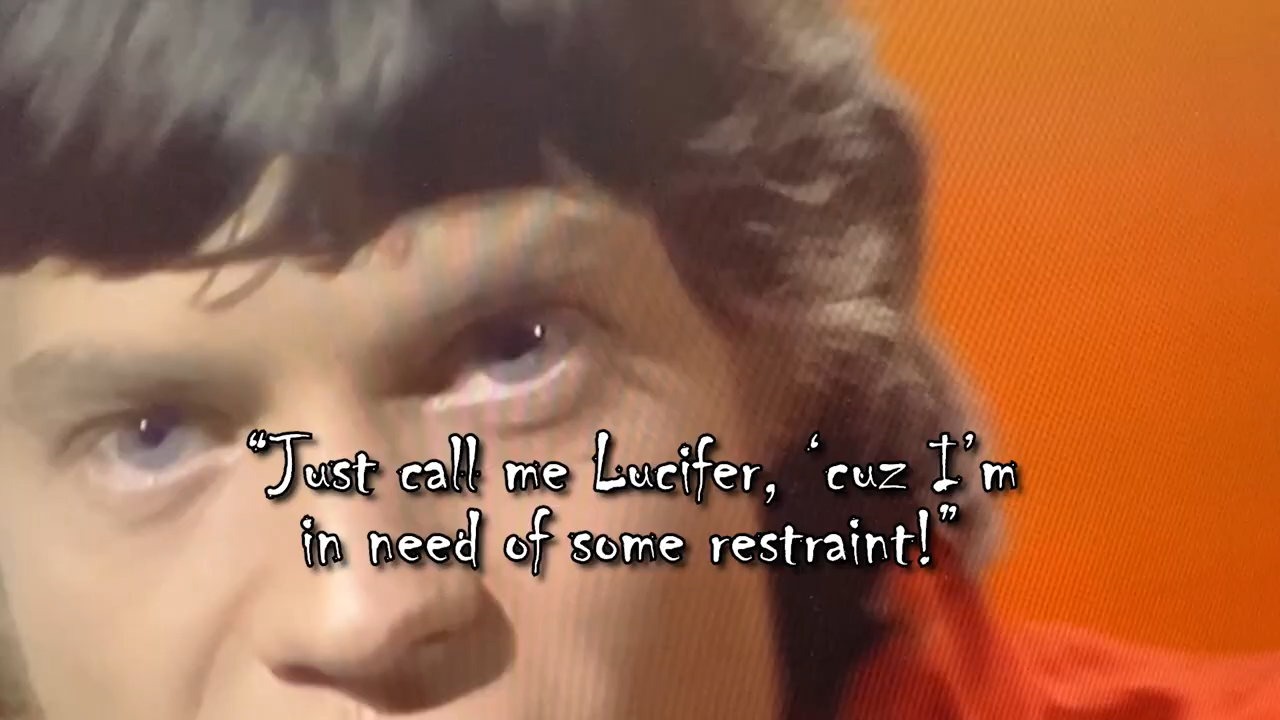 “Just call me Lucifer, ‘cuz I’m
in need of some restraint!”